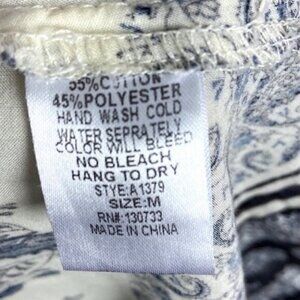 55%COTTON
45%POLYESTER
HAND WASH COLD
WATER SEPRATELY
COLOR WILL BLEED
NO BLEACH
HANG TO DRY
STYE:A1379
SIZE:M
RN#:130733
MADE IN CHINA